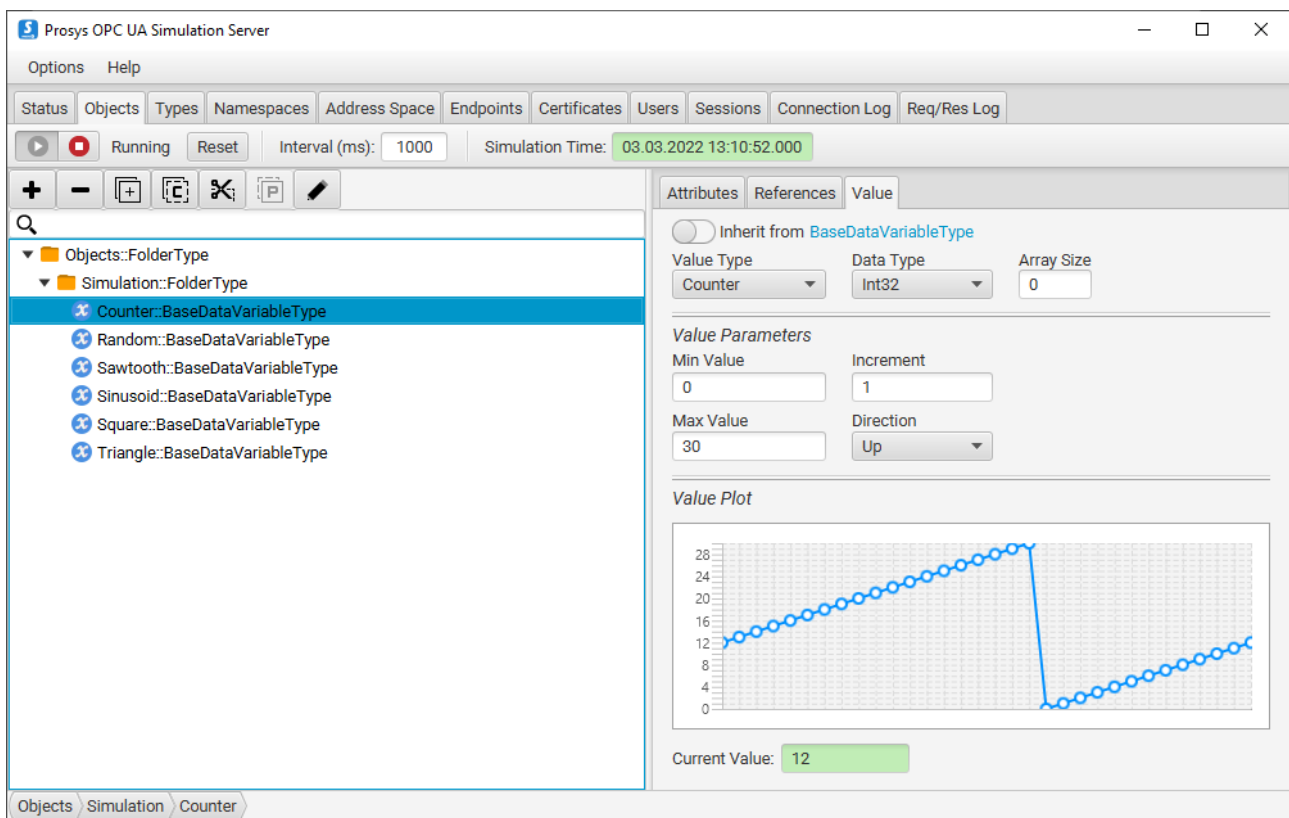 Prosys OPC UA Simulation Server
Options Help
Status Objects Types Namespaces Address Space Endpoints Certificates Users Sessions Connection Log Req/Res Log
Running Reset Interval (ms): 1000 Simulation Time: 03.03.2022 13:10:52.000
Attributes References Value
Objects::FolderType
Simulation::FolderType
Counter::BaseDataVariableType
Random::BaseDataVariableType
Sawtooth::BaseDataVariableType
Sinusoid::BaseDataVariableType
Square::BaseDataVariableType
Triangle::BaseDataVariableType
Inherit from BaseDataVariableType
Value Type Data Type Array Size
Counter Int32 0
Value Parameters
Min Value Increment
0 1
Max Value Direction
30 Up
Value Plot
28
24
20
16
12
8
4
0
Current Value: 12
Objects Simulation Counter